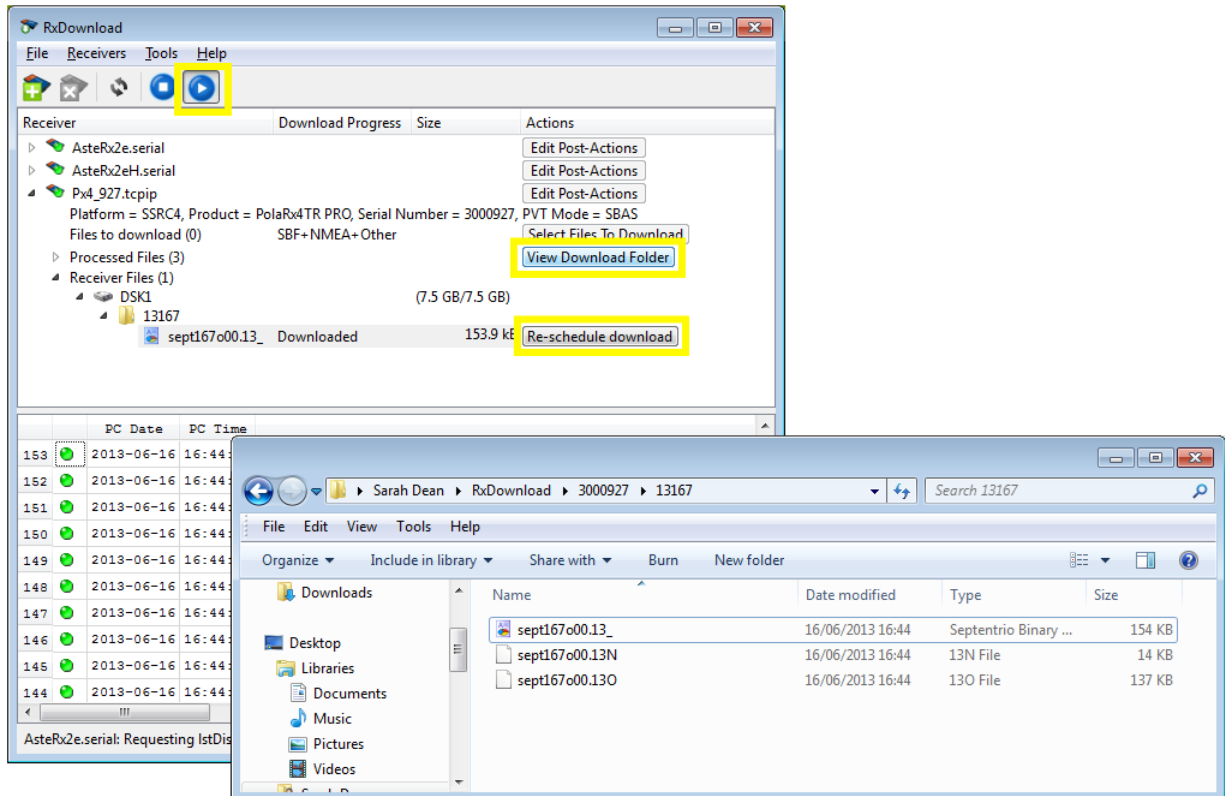 RxDownload
File Receivers Tools Help
Receiver Download Progress Size Actions
AsteRx2e.serial Edit Post-Actions
AsteRx2eH.serial Edit Post-Actions
Px4_927.tcpip Edit Post-Actions
Platform = SSRC4, Product = PolaRx4TR PRO, Serial Number = 3000927, PVT Mode = SBAS
Files to download (0) SBF+NMEA+Other Select Files To Download
Processed Files (3) View Download Folder
Receiver Files (1)
DSK1 (7.5 GB/7.5 GB)
13167
sept167o00.13_ Downloaded 153.9 kB Re-schedule download
PC Date PC Time
153 2013-06-16 16:44:
152 2013-06-16 16:44:
151 2013-06-16 16:44:
150 2013-06-16 16:44:
149 2013-06-16 16:44:
148 2013-06-16 16:44:
147 2013-06-16 16:44:
146 2013-06-16 16:44:
145 2013-06-16 16:44:
144 2013-06-16 16:44:
AsteRx2e.serial: Requesting lstDis
Sarah Dean RxDownload 3000927 13167 Search 13167
File Edit View Tools Help
Organize Include in library Share with Burn New folder
Downloads
Desktop
Libraries
Documents
Music
Pictures
Videos
Name Date modified Type Size
sept167o00.13_ 16/06/2013 16:44 Septentrio Binary ... 154 KB
sept167o00.13N 16/06/2013 16:44 13N File 14 KB
sept167o00.13O 16/06/2013 16:44 13O File 137 KB